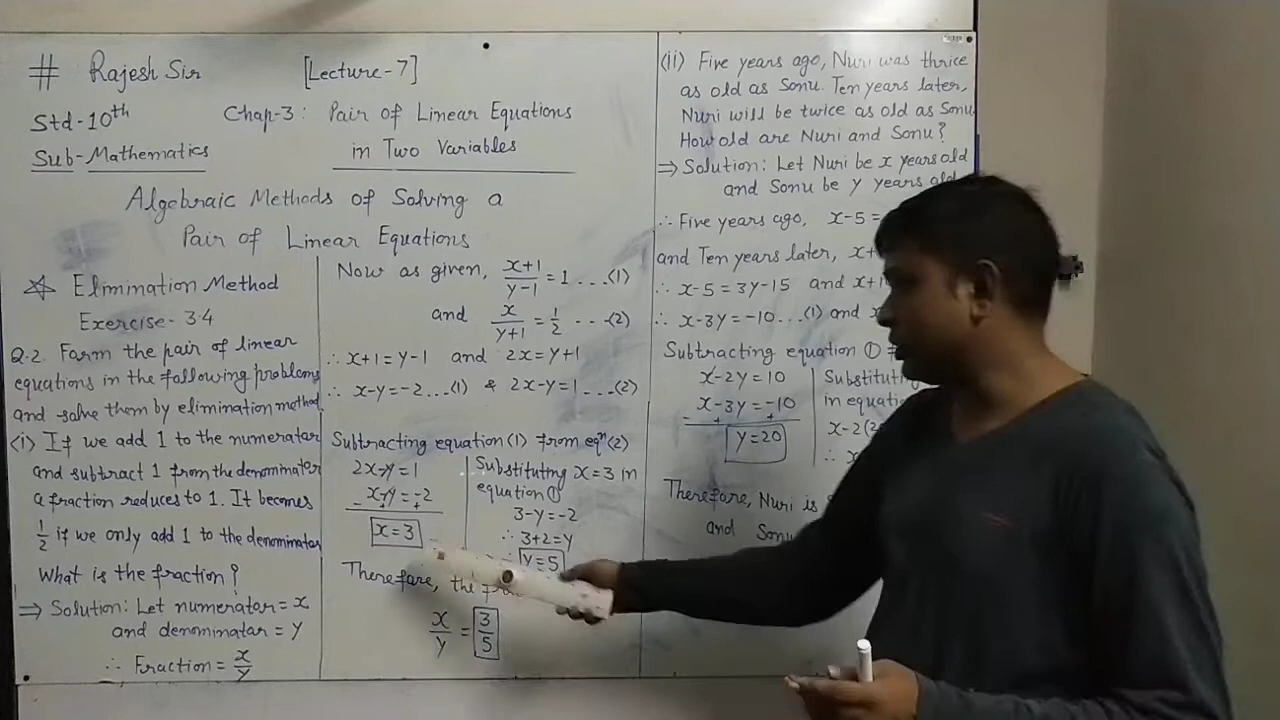 # Rajesh Sir [Lecture-7]
Std-10th Chap-3: Pair of Linear Equations
Sub-Mathematics in Two Variables
Algebraic Methods of Solving a
Pair of Linear Equations
☆ Elimination Method
Exercise-3.4
Q.2. Farm the pair of linear
equations in the following problems
and solve them by elimination method
(i) If we add 1 to the numerator
and subtract 1 from the denominator
a fraction reduces to 1. It becomes
1/2 if we only add 1 to the denominator
What is the fraction?
⇒ Solution: Let numerator = x
and denominator = y
∴ Fraction = x/y
Now as given, (x+1)/(y-1) = 1 ...(1)
and x/(y+1) = 1/2 ...(2)
∴ x+1 = y-1 and 2x = y+1
∴ x-y = -2 ...(1) & 2x-y = 1 ...(2)
Subtracting equation (1) from eqⁿ (2)
2x-y = 1
- x-y = -2
- + +
x = 3
Substituting x = 3 in
equation ①
3-y = -2
∴ 3+2 = y
y = 5
Therefore, the
x/y = 3/5
(ii) Five years ago, Nuri was thrice
as old as Sonu. Ten years later,
Nuri will be twice as old as Sonu
How old are Nuri and Sonu?
⇒ Solution: Let Nuri be x years old
and Sonu be y years old
∴ Five years ago, x-5 =
and Ten years later, x+
∴ x-5 = 3y-15 and x+1
∴ x-3y = -10 ...(1) and
Subtracting equation ①
x-2y = 10
- x-3y = -10
- + +
y = 20
Substituting
in equation
x-2(2
∴ x
Therefore, Nuri is
and Sonu